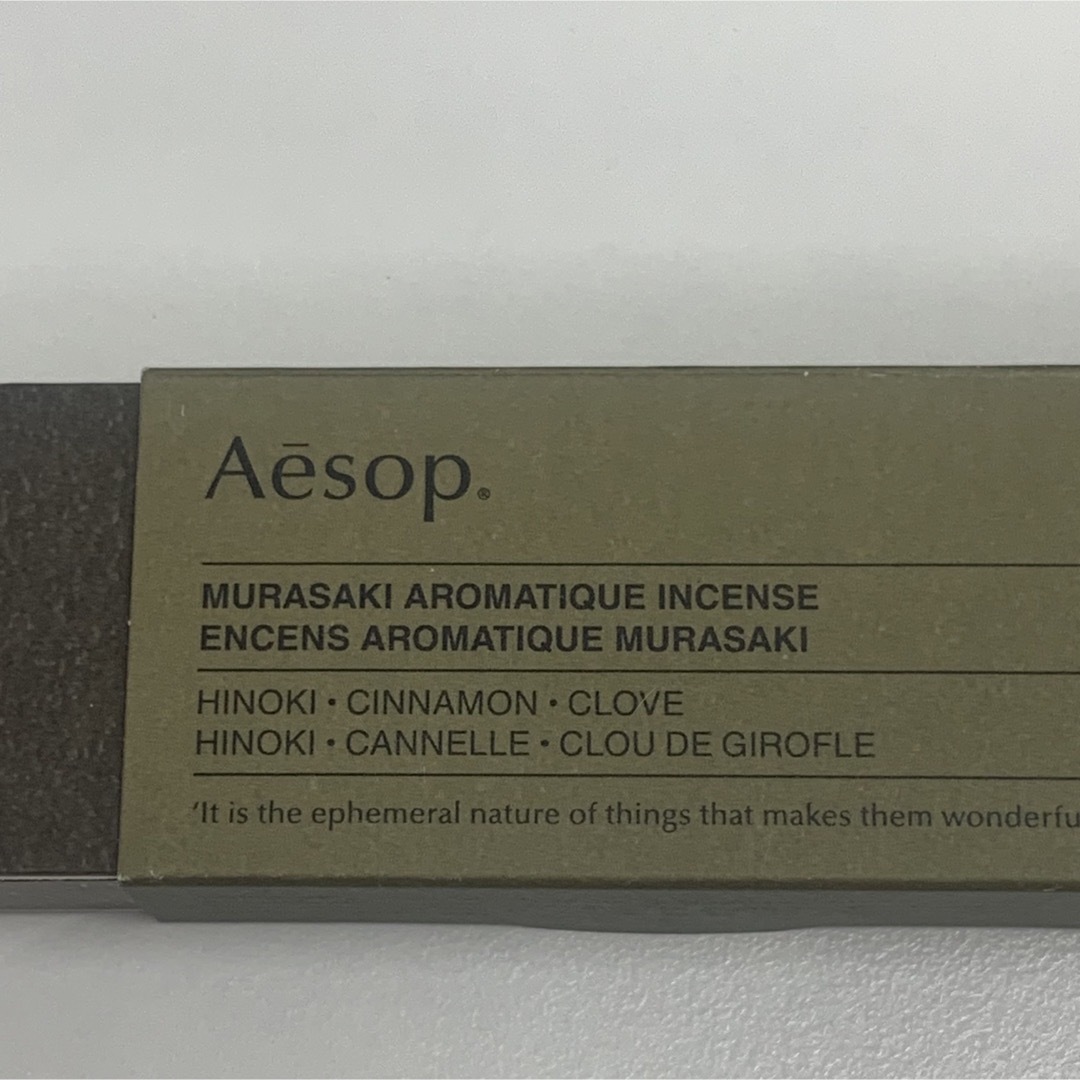 Aēsop®
MURASAKI AROMATIQUE INCENSE
ENCENS AROMATIQUE MURASAKI
HINOKI • CINNAMON • CLOVE
HINOKI • CANNELLE • CLOU DE GIROFLE
‘It is the ephemeral nature of things that makes them